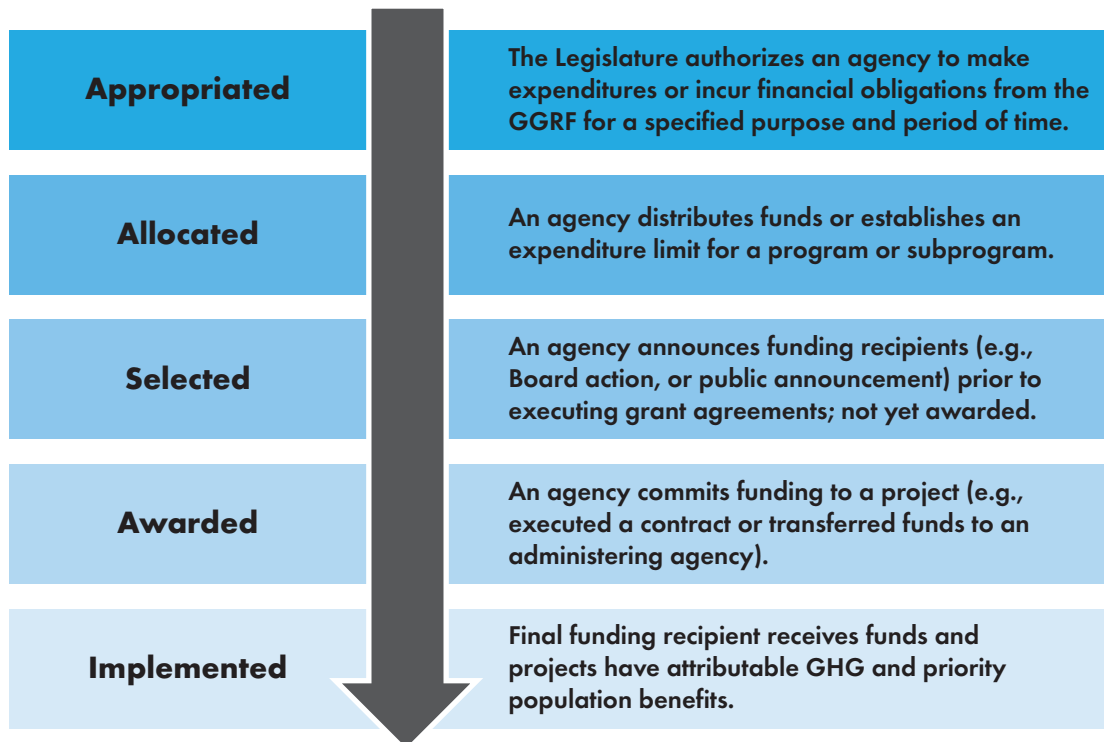 Appropriated
The Legislature authorizes an agency to make
expenditures or incur financial obligations from the
GGRF for a specified purpose and period of time.
Allocated
An agency distributes funds or establishes an
expenditure limit for a program or subprogram.
Selected
An agency announces funding recipients (e.g.,
Board action, or public announcement) prior to
executing grant agreements; not yet awarded.
Awarded
An agency commits funding to a project (e.g.,
executed a contract or transferred funds to an
administering agency).
Implemented
Final funding recipient receives funds and
projects have attributable GHG and priority
population benefits.